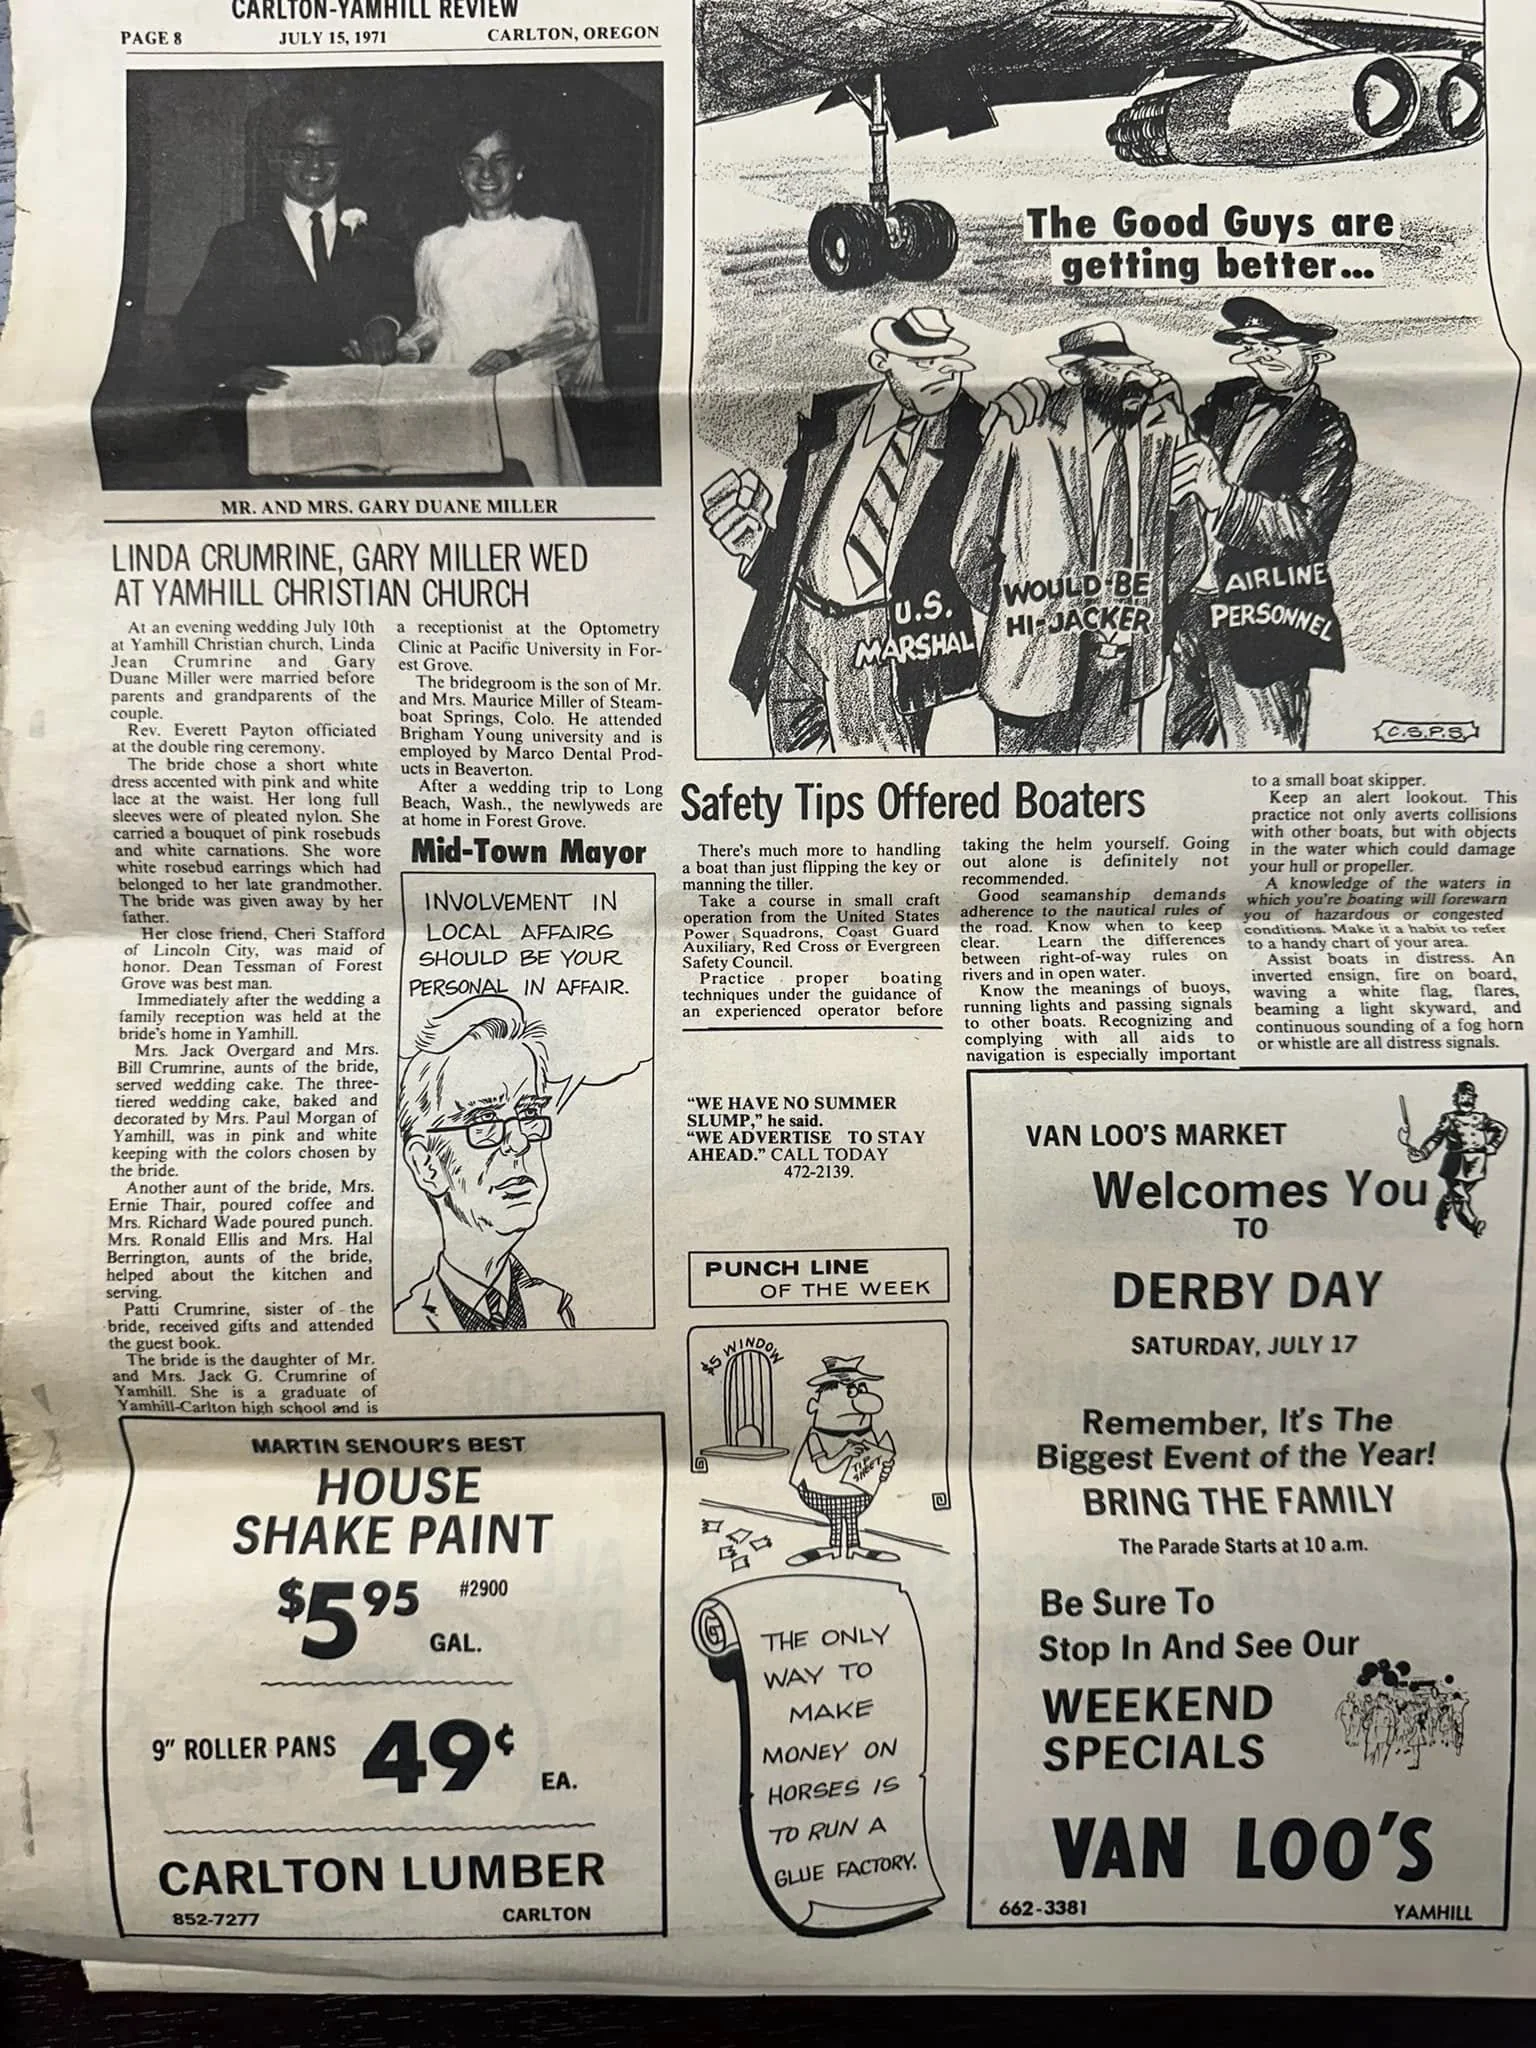 CARLTON-YAMHILL REVIEW
PAGE 8 JULY 15, 1971 CARLTON, OREGON
MR. AND MRS. GARY DUANE MILLER
LINDA CRUMRINE, GARY MILLER WED
AT YAMHILL CHRISTIAN CHURCH
At an evening wedding July 10th
at Yamhill Christian church, Linda
Jean Crumrine and Gary
Duane Miller were married before
parents and grandparents of the
couple.
Rev. Everett Payton officiated
at the double ring ceremony.
The bride chose a short white
dress accented with pink and white
lace at the waist. Her long full
sleeves were of pleated nylon. She
carried a bouquet of pink rosebuds
and white carnations. She wore
white rosebud earrings which had
belonged to her late grandmother.
The bride was given away by her
father.
Her close friend, Cheri Stafford
of Lincoln City, was maid of
honor. Dean Tessman of Forest
Grove was best man.
Immediately after the wedding a
family reception was held at the
bride's home in Yamhill.
Mrs. Jack Overgard and Mrs.
Bill Crumrine, aunts of the bride,
served wedding cake. The three-
tiered wedding cake, baked and
decorated by Mrs. Paul Morgan of
Yamhill, was in pink and white
keeping with the colors chosen by
the bride.
Another aunt of the bride, Mrs.
Ernie Thair, poured coffee and
Mrs. Richard Wade poured punch.
Mrs. Ronald Ellis and Mrs. Hal
Berrington, aunts of the bride,
helped about the kitchen and
serving.
Patti Crumrine, sister of the
bride, received gifts and attended
the guest book.
The bride is the daughter of Mr.
and Mrs. Jack G. Crumrine of
Yamhill. She is a graduate of
Yamhill-Carlton high school and is
a receptionist at the Optometry
Clinic at Pacific University in For-
est Grove.
The bridegroom is the son of Mr.
and Mrs. Maurice Miller of Steam-
boat Springs, Colo. He attended
Brigham Young university and is
employed by Marco Dental Prod-
ucts in Beaverton.
After a wedding trip to Long
Beach, Wash., the newlyweds are
at home in Forest Grove.
Mid-Town Mayor
INVOLVEMENT IN
LOCAL AFFAIRS
SHOULD BE YOUR
PERSONAL IN AFFAIR.
MARTIN SENOUR'S BEST
HOUSE
SHAKE PAINT
$5 95 #2900
GAL.
9" ROLLER PANS 49¢
EA.
CARLTON LUMBER
852-7277 CARLTON
The Good Guys are
getting better...
U.S.
MARSHAL
WOULD-BE
HI-JACKER
AIRLINE
PERSONNEL
C.S.P.S.
Safety Tips Offered Boaters
There's much more to handling
a boat than just flipping the key or
manning the tiller.
Take a course in small craft
operation from the United States
Power Squadrons, Coast Guard
Auxiliary, Red Cross or Evergreen
Safety Council.
Practice proper boating
techniques under the guidance of
an experienced operator before
taking the helm yourself. Going
out alone is definitely not
recommended.
Good seamanship demands
adherence to the nautical rules of
the road. Know when to keep
clear. Learn the differences
between right-of-way rules on
rivers and in open water.
Know the meanings of buoys,
running lights and passing signals
to other boats. Recognizing and
complying with all aids to
navigation is especially important
to a small boat skipper.
Keep an alert lookout. This
practice not only averts collisions
with other boats, but with objects
in the water which could damage
your hull or propeller.
A knowledge of the waters in
which you're boating will forewarn
you of hazardous or congested
conditions. Make it a habit to refer
to a handy chart of your area.
Assist boats in distress. An
inverted ensign, fire on board,
waving a white flag, flares,
beaming a light skyward, and
continuous sounding of a fog horn
or whistle are all distress signals.
"WE HAVE NO SUMMER
SLUMP," he said.
"WE ADVERTISE TO STAY
AHEAD." CALL TODAY
472-2139.
PUNCH LINE
OF THE WEEK
$5 WINDOW
TIP
SHEET
THE ONLY
WAY TO
MAKE
MONEY ON
HORSES IS
TO RUN A
GLUE FACTORY.
VAN LOO'S MARKET
Welcomes You
TO
DERBY DAY
SATURDAY, JULY 17
Remember, It's The
Biggest Event of the Year!
BRING THE FAMILY
The Parade Starts at 10 a.m.
Be Sure To
Stop In And See Our
WEEKEND
SPECIALS
VAN LOO'S
662-3381 YAMHILL